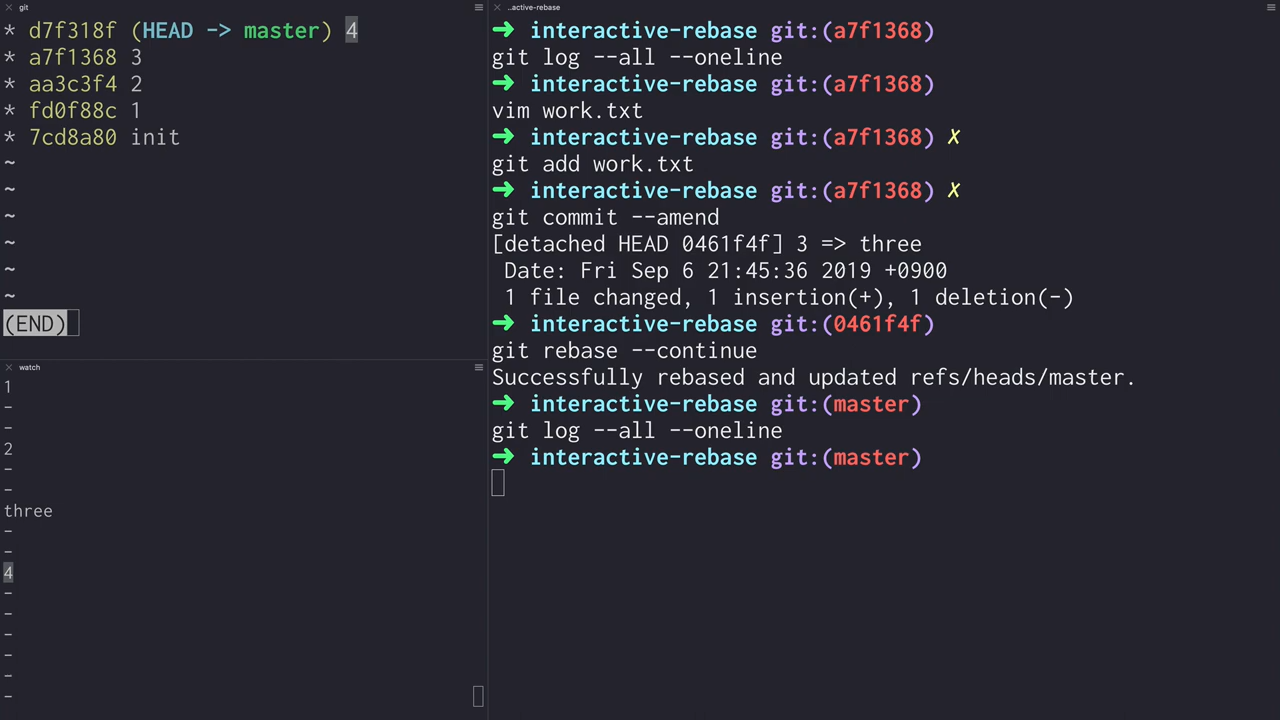 git
* d7f318f (HEAD -> master) 4
* a7f1368 3
* aa3c3f4 2
* fd0f88c 1
* 7cd8a80 init
~
~
~
~
~
~
(END)
watch
1
-
-
2
-
-
three
-
-
4
-
-
-
-
-
-
..active-rebase
➜ interactive-rebase git:(a7f1368)
git log --all --oneline
➜ interactive-rebase git:(a7f1368)
vim work.txt
➜ interactive-rebase git:(a7f1368) ✗
git add work.txt
➜ interactive-rebase git:(a7f1368) ✗
git commit --amend
[detached HEAD 0461f4f] 3 => three
Date: Fri Sep 6 21:45:36 2019 +0900
1 file changed, 1 insertion(+), 1 deletion(-)
➜ interactive-rebase git:(0461f4f)
git rebase --continue
Successfully rebased and updated refs/heads/master.
➜ interactive-rebase git:(master)
git log --all --oneline
➜ interactive-rebase git:(master)